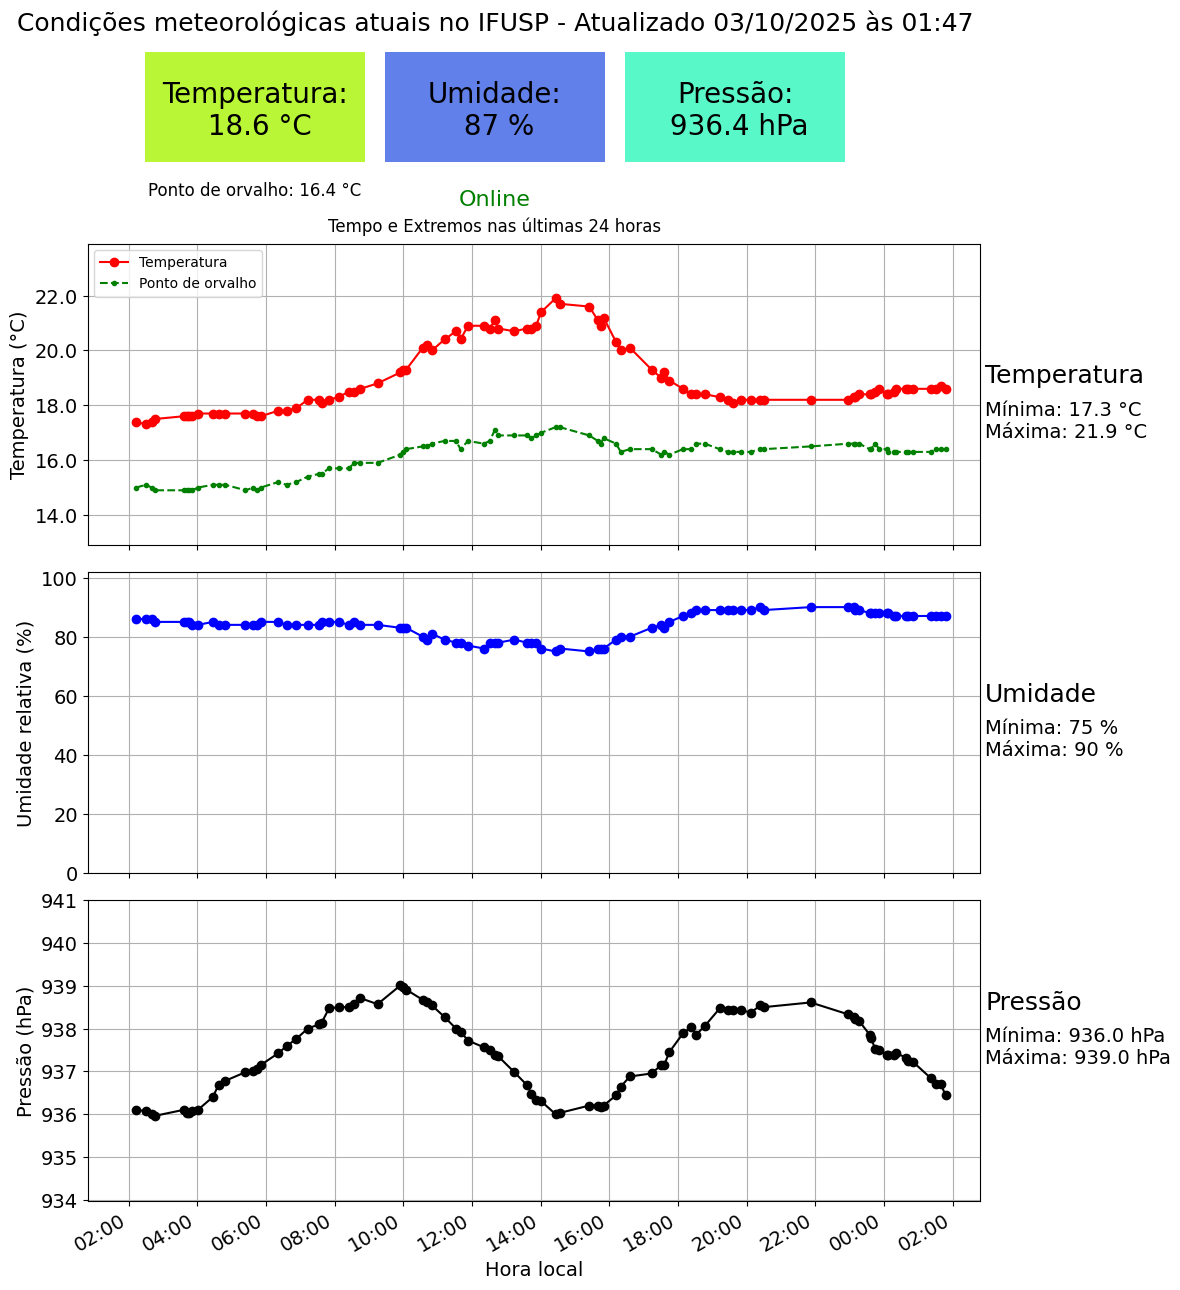 Condições meteorológicas atuais no IFUSP - Atualizado 03/10/2025 às 01:47
Temperatura:
18.6 °C
Umidade:
87 %
Pressão:
936.4 hPa
Ponto de orvalho: 16.4 °C
Online
Tempo e Extremos nas últimas 24 horas
Temperatura
Ponto de orvalho
Temperatura (°C)
22.0
20.0
18.0
16.0
14.0
Temperatura
Mínima: 17.3 °C
Máxima: 21.9 °C
Umidade relativa (%)
100
80
60
40
20
0
Umidade
Mínima: 75 %
Máxima: 90 %
Pressão (hPa)
941
940
939
938
937
936
935
934
Pressão
Mínima: 936.0 hPa
Máxima: 939.0 hPa
02:00 04:00 06:00 08:00 10:00 12:00 14:00 16:00 18:00 20:00 22:00 00:00 02:00
Hora local